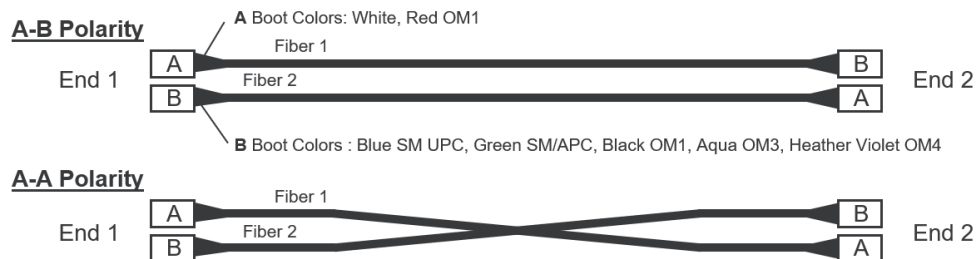 A Boot Colors: White, Red OM1
A-B Polarity
Fiber 1
A
B
End 1
Fiber 2
End 2
B
A
B Boot Colors : Blue SM UPC, Green SM/APC, Black OM1, Aqua OM3, Heather Violet OM4
A-A Polarity
Fiber 1
A
B
End 1
Fiber 2
End 2
B
A